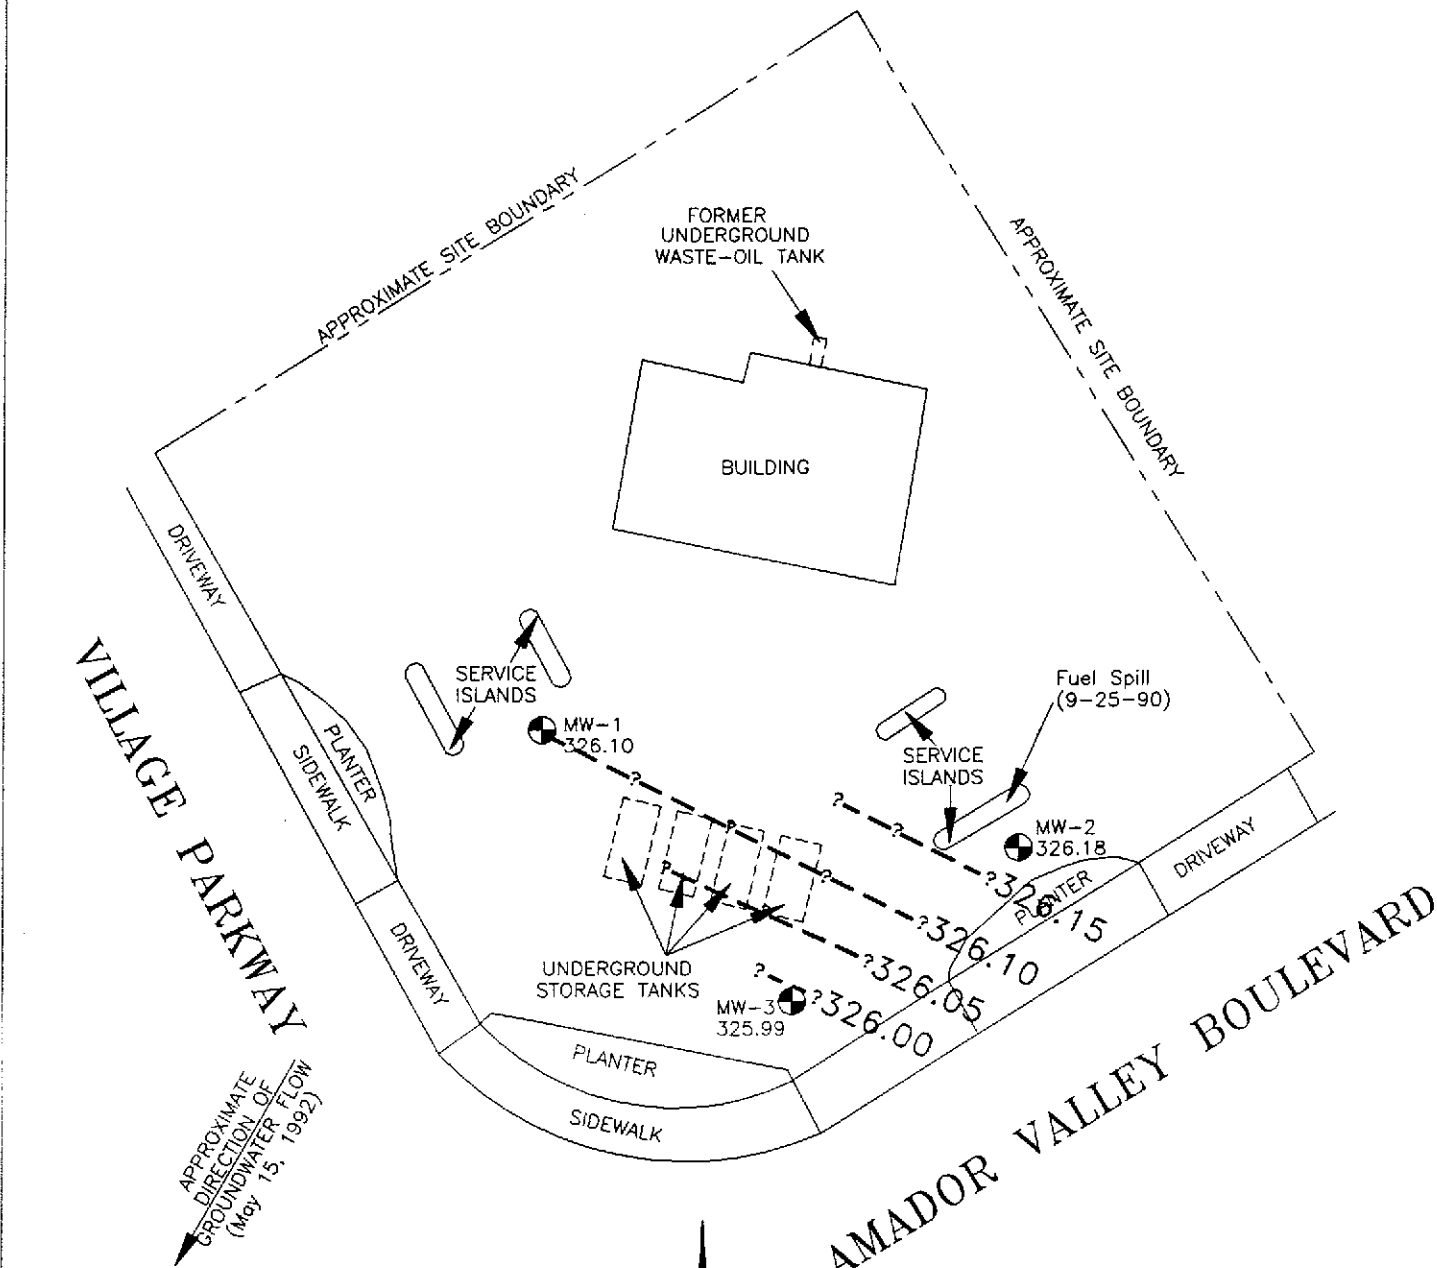 APPROXIMATE SITE BOUNDARY
FORMER
UNDERGROUND
WASTE-OIL TANK
APPROXIMATE SITE BOUNDARY
BUILDING
DRIVEWAY
SERVICE
ISLANDS
Fuel Spill
(9-25-90)
MW-1
326.10
PLANTER
SIDEWALK
SERVICE
ISLANDS
VILLAGE PARKWAY
?
?
?
?
?
?
MW-2
326.18
DRIVEWAY
?
?
?326.15
PLANTER
?326.10
?326.05
DRIVEWAY
UNDERGROUND
STORAGE TANKS
?
MW-3
325.99
?326.00
PLANTER
SIDEWALK
AMADOR VALLEY BOULEVARD
APPROXIMATE
DIRECTION OF
GROUNDWATER FLOW
(May 15, 1992)